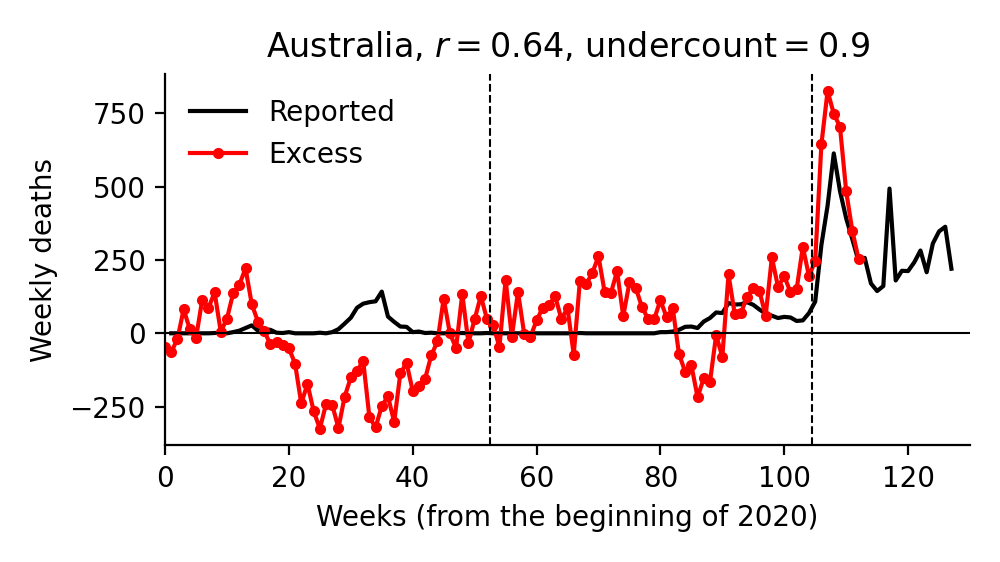 Australia, r = 0.64, undercount = 0.9
Reported
Excess
Weekly deaths
750
500
250
0
−250
0 20 40 60 80 100 120
Weeks (from the beginning of 2020)